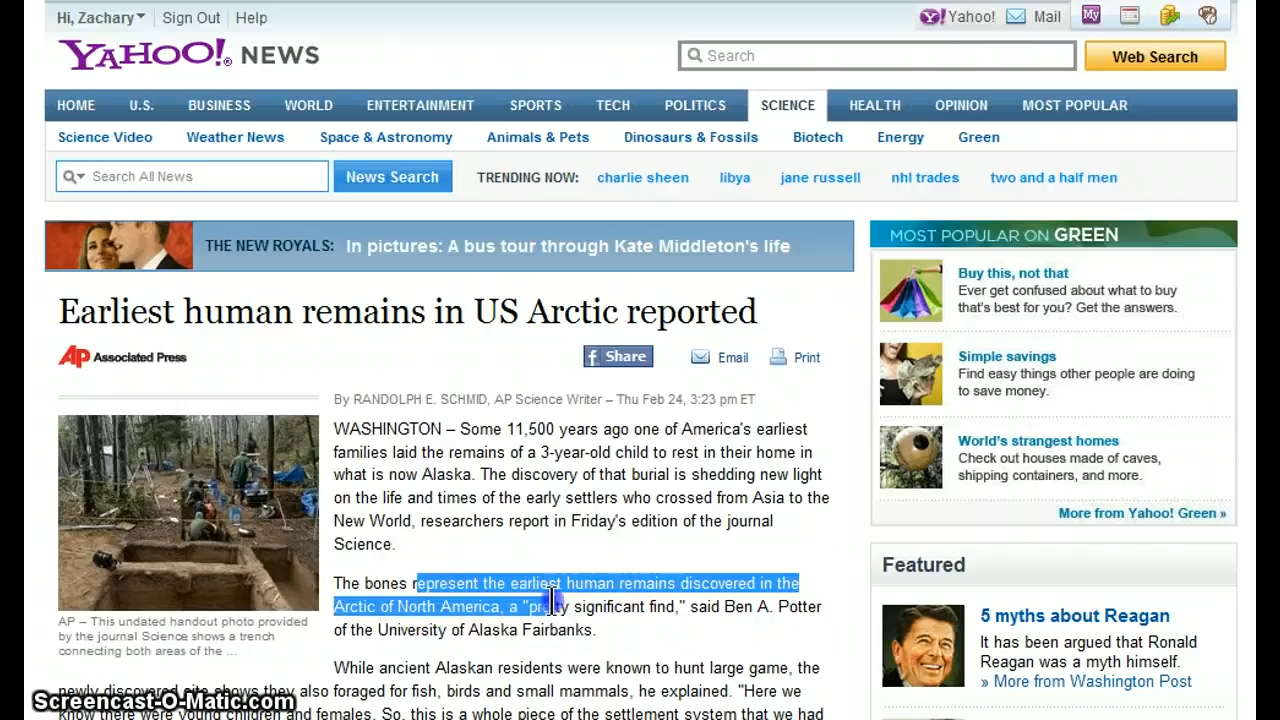 Hi, Zachary
Sign Out
Help
Yahoo!
Mail
My
YAHOO! NEWS
Search
Web Search
HOME
U.S.
BUSINESS
WORLD
ENTERTAINMENT
SPORTS
TECH
POLITICS
SCIENCE
HEALTH
OPINION
MOST POPULAR
Science Video
Weather News
Space & Astronomy
Animals & Pets
Dinosaurs & Fossils
Biotech
Energy
Green
Search All News
News Search
TRENDING NOW:
charlie sheen
libya
jane russell
nhl trades
two and a half men
THE NEW ROYALS: In pictures: A bus tour through Kate Middleton's life
Earliest human remains in US Arctic reported
AP Associated Press
f Share
Email
Print
By RANDOLPH E. SCHMID, AP Science Writer – Thu Feb 24, 3:23 pm ET
WASHINGTON – Some 11,500 years ago one of America's earliest
families laid the remains of a 3-year-old child to rest in their home in
what is now Alaska. The discovery of that burial is shedding new light
on the life and times of the early settlers who crossed from Asia to the
New World, researchers report in Friday's edition of the journal
Science.
The bones represent the earliest human remains discovered in the
Arctic of North America, a "pretty significant find," said Ben A. Potter
of the University of Alaska Fairbanks.
While ancient Alaskan residents were known to hunt large game, the
newly discovered site shows they also foraged for fish, birds and small mammals, he explained. "Here we
know there were young children and females. So, this is a whole piece of the settlement system that we had
AP – This undated handout photo provided
by the journal Science shows a trench
connecting both areas of the ...
MOST POPULAR ON GREEN
Buy this, not that
Ever get confused about what to buy
that's best for you? Get the answers.
Simple savings
Find easy things other people are doing
to save money.
World's strangest homes
Check out houses made of caves,
shipping containers, and more.
More from Yahoo! Green »
Featured
5 myths about Reagan
It has been argued that Ronald
Reagan was a myth himself.
» More from Washington Post
Screencast-O-Matic.com